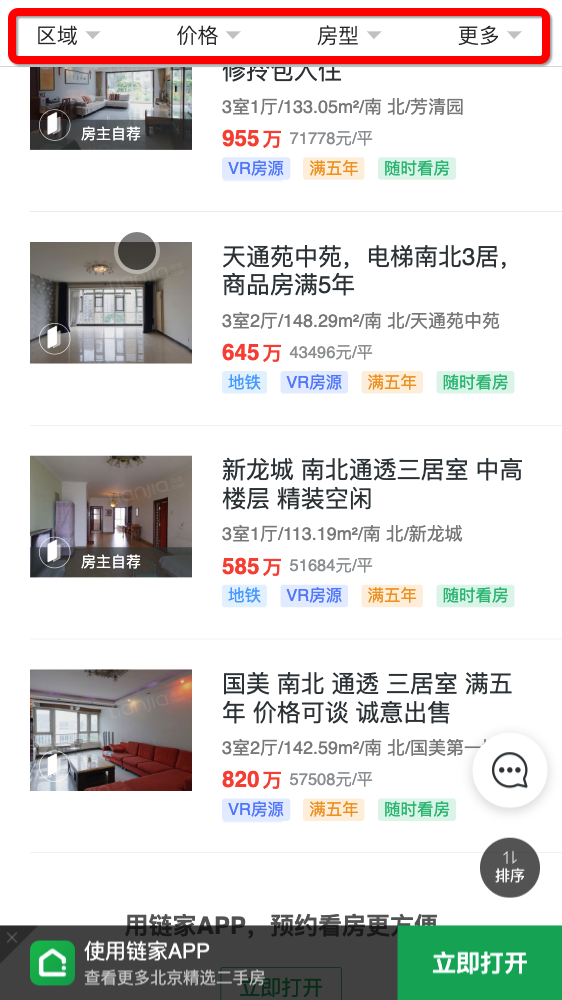 区域 价格 房型 更多
修拎包入住
3室1厅/133.05m²/南 北/芳清园
房主自荐
955万 71778元/平
VR房源 满五年 随时看房
天通苑中苑，电梯南北3居，
商品房满5年
3室2厅/148.29m²/南 北/天通苑中苑
645万 43496元/平
地铁 VR房源 满五年 随时看房
新龙城 南北通透三居室 中高
楼层 精装空闲
lianjia
3室1厅/113.19m²/南 北/新龙城
房主自荐
585万 51684元/平
地铁 VR房源 满五年 随时看房
国美 南北 通透 三居室 满五
年 价格可谈 诚意出售
lianjia
3室2厅/142.59m²/南 北/国美第一
820万 57508元/平
VR房源 满五年 随时看房
排序
用链家APP，预约看房更方便
使用链家APP
查看更多北京精选二手房
立即打开
立即打开